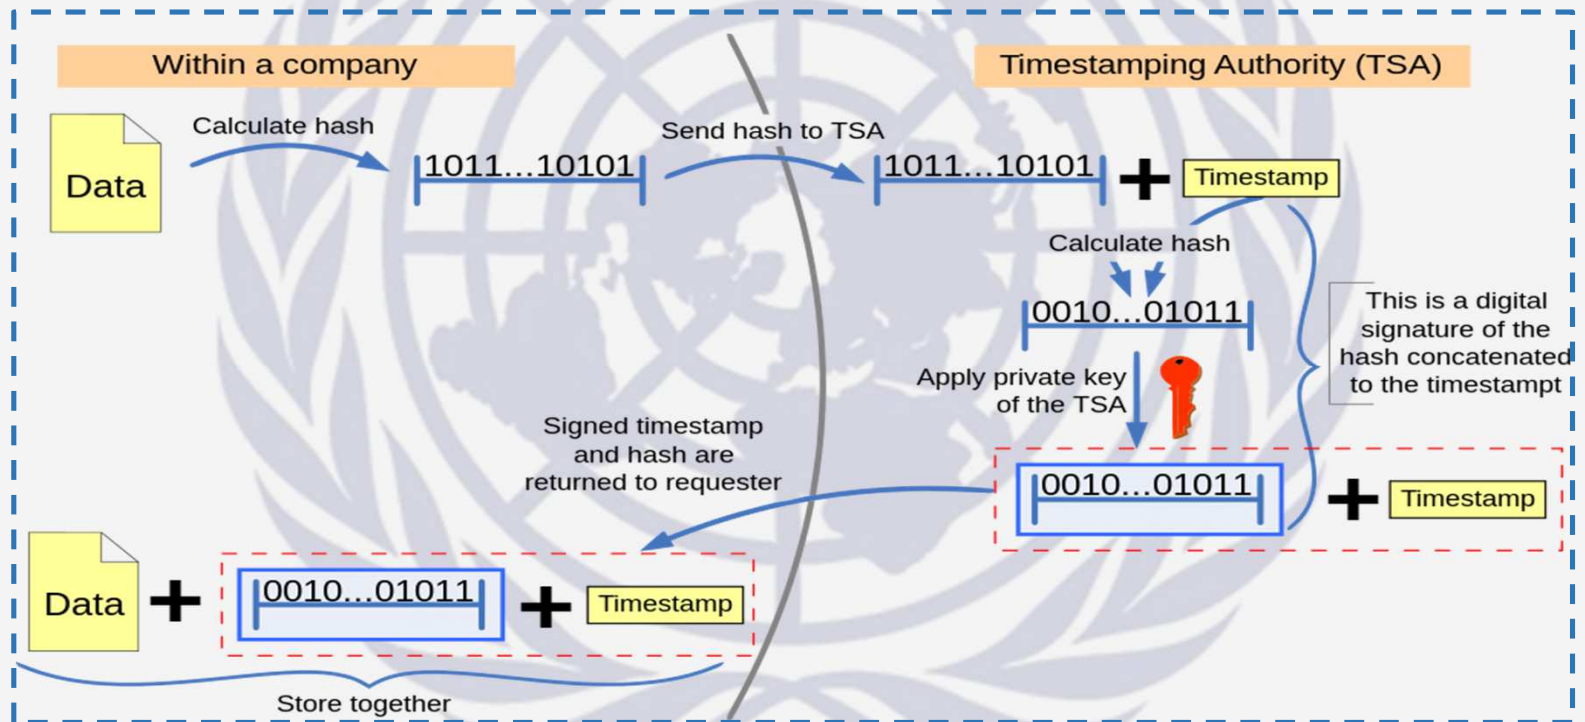 Within a company
Timestamping Authority (TSA)
Calculate hash
Send hash to TSA
Data
1011...10101
1011...10101
Timestamp
Calculate hash
0010...01011
This is a digital
signature of the
hash concatenated
to the timestampt
Apply private key
of the TSA
Signed timestamp
and hash are
returned to requester
0010...01011
Timestamp
Data
0010...01011
Timestamp
Store together